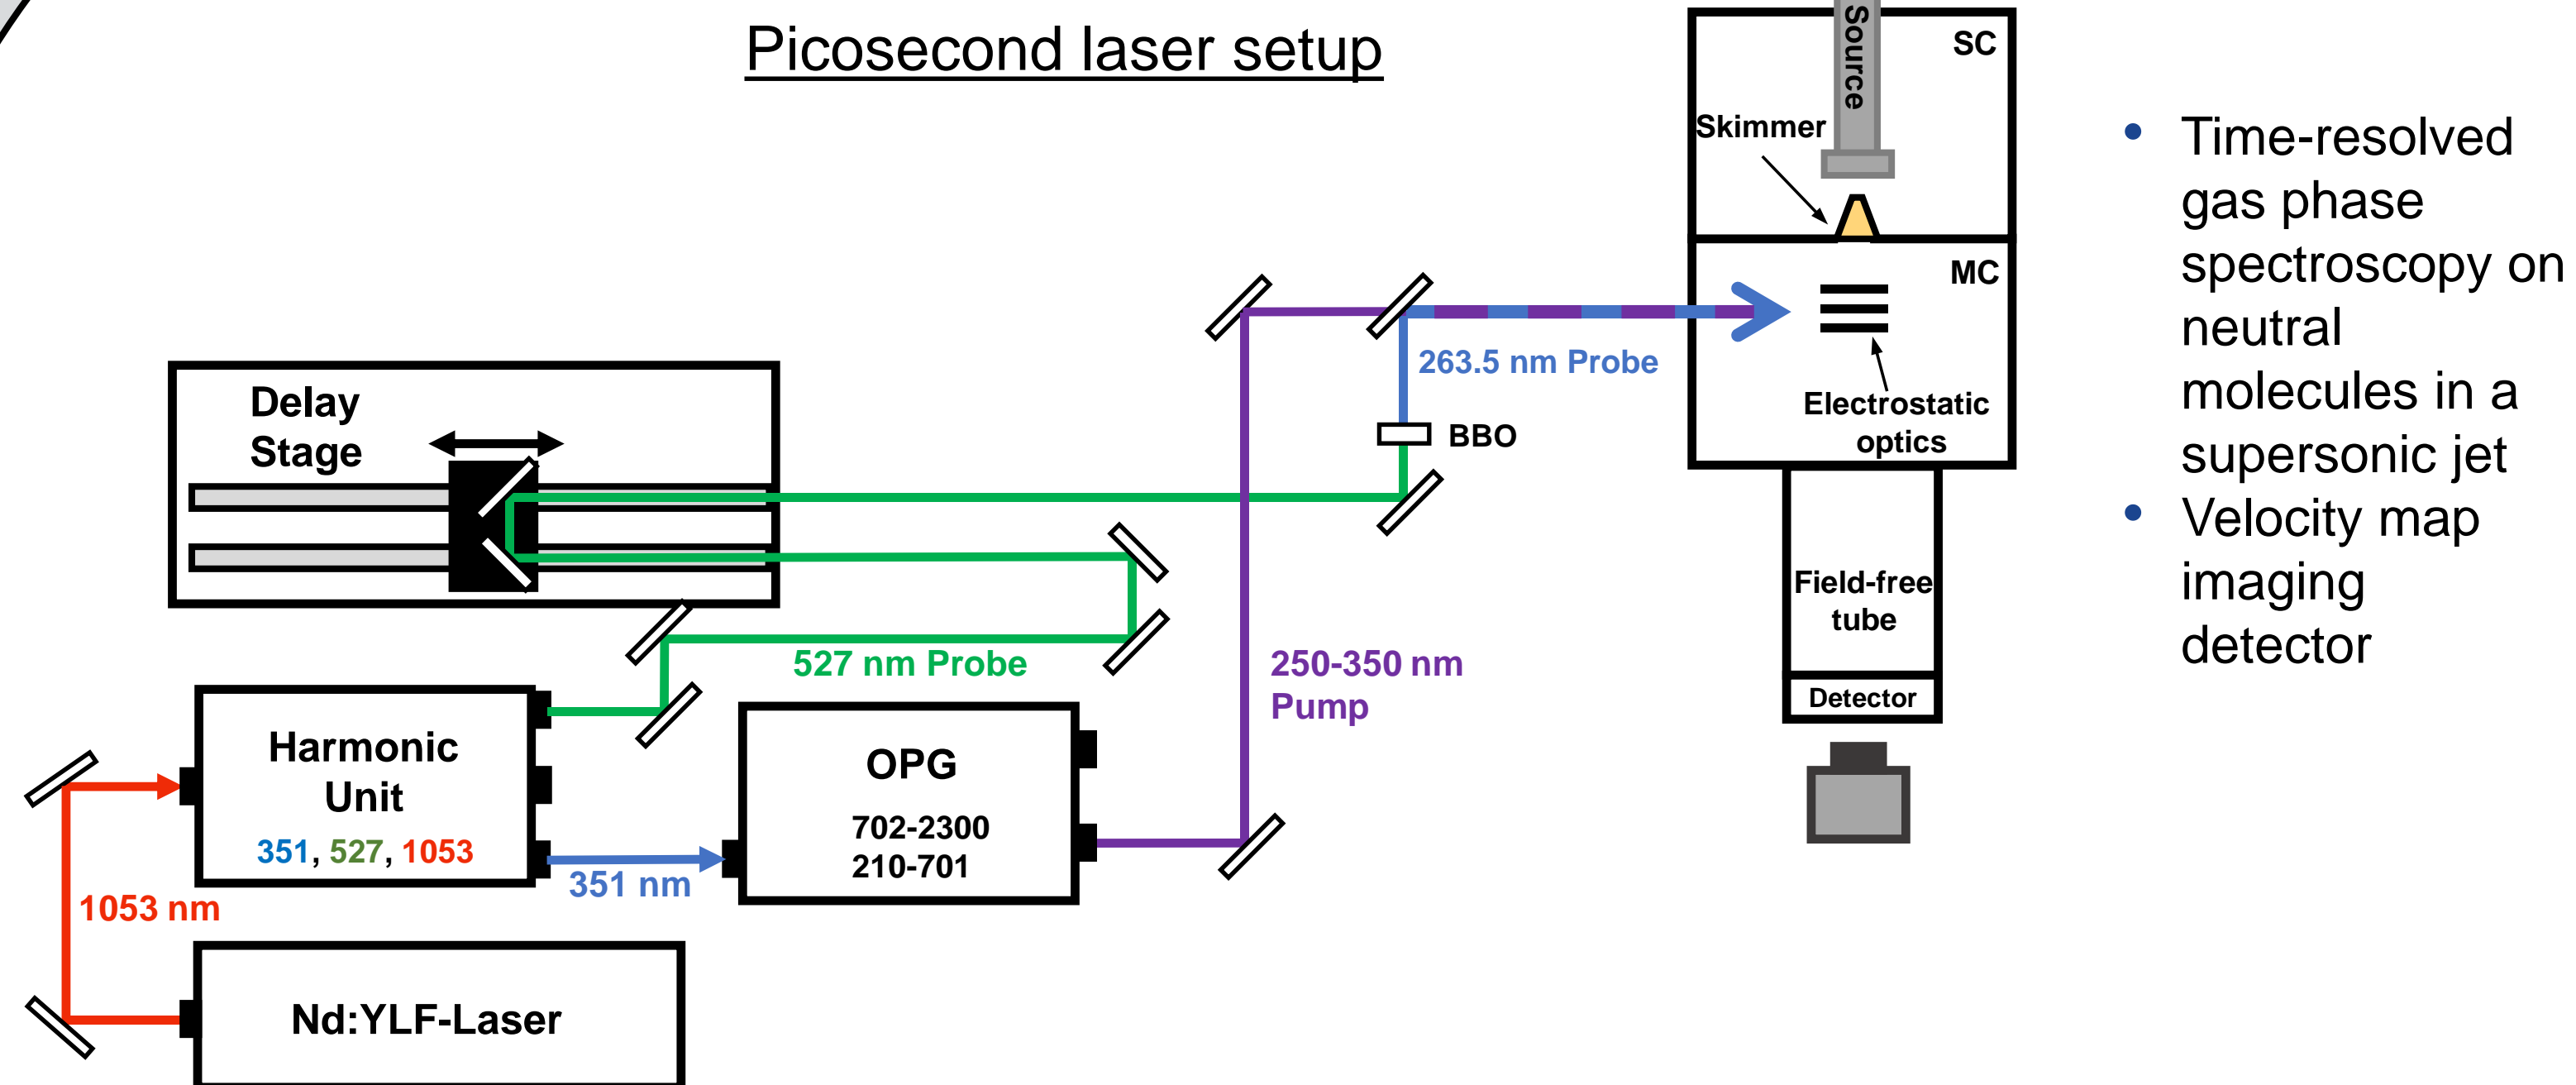 Picosecond laser setup
Source
SC
Skimmer
MC
Electrostatic
optics
Field-free
tube
Detector
Delay
Stage
263.5 nm Probe
BBO
527 nm Probe
250-350 nm
Pump
Harmonic
Unit
351, 527, 1053
OPG
702-2300
210-701
351 nm
1053 nm
Nd:YLF-Laser
• Time-resolved
gas phase
spectroscopy on
neutral
molecules in a
supersonic jet
• Velocity map
imaging
detector